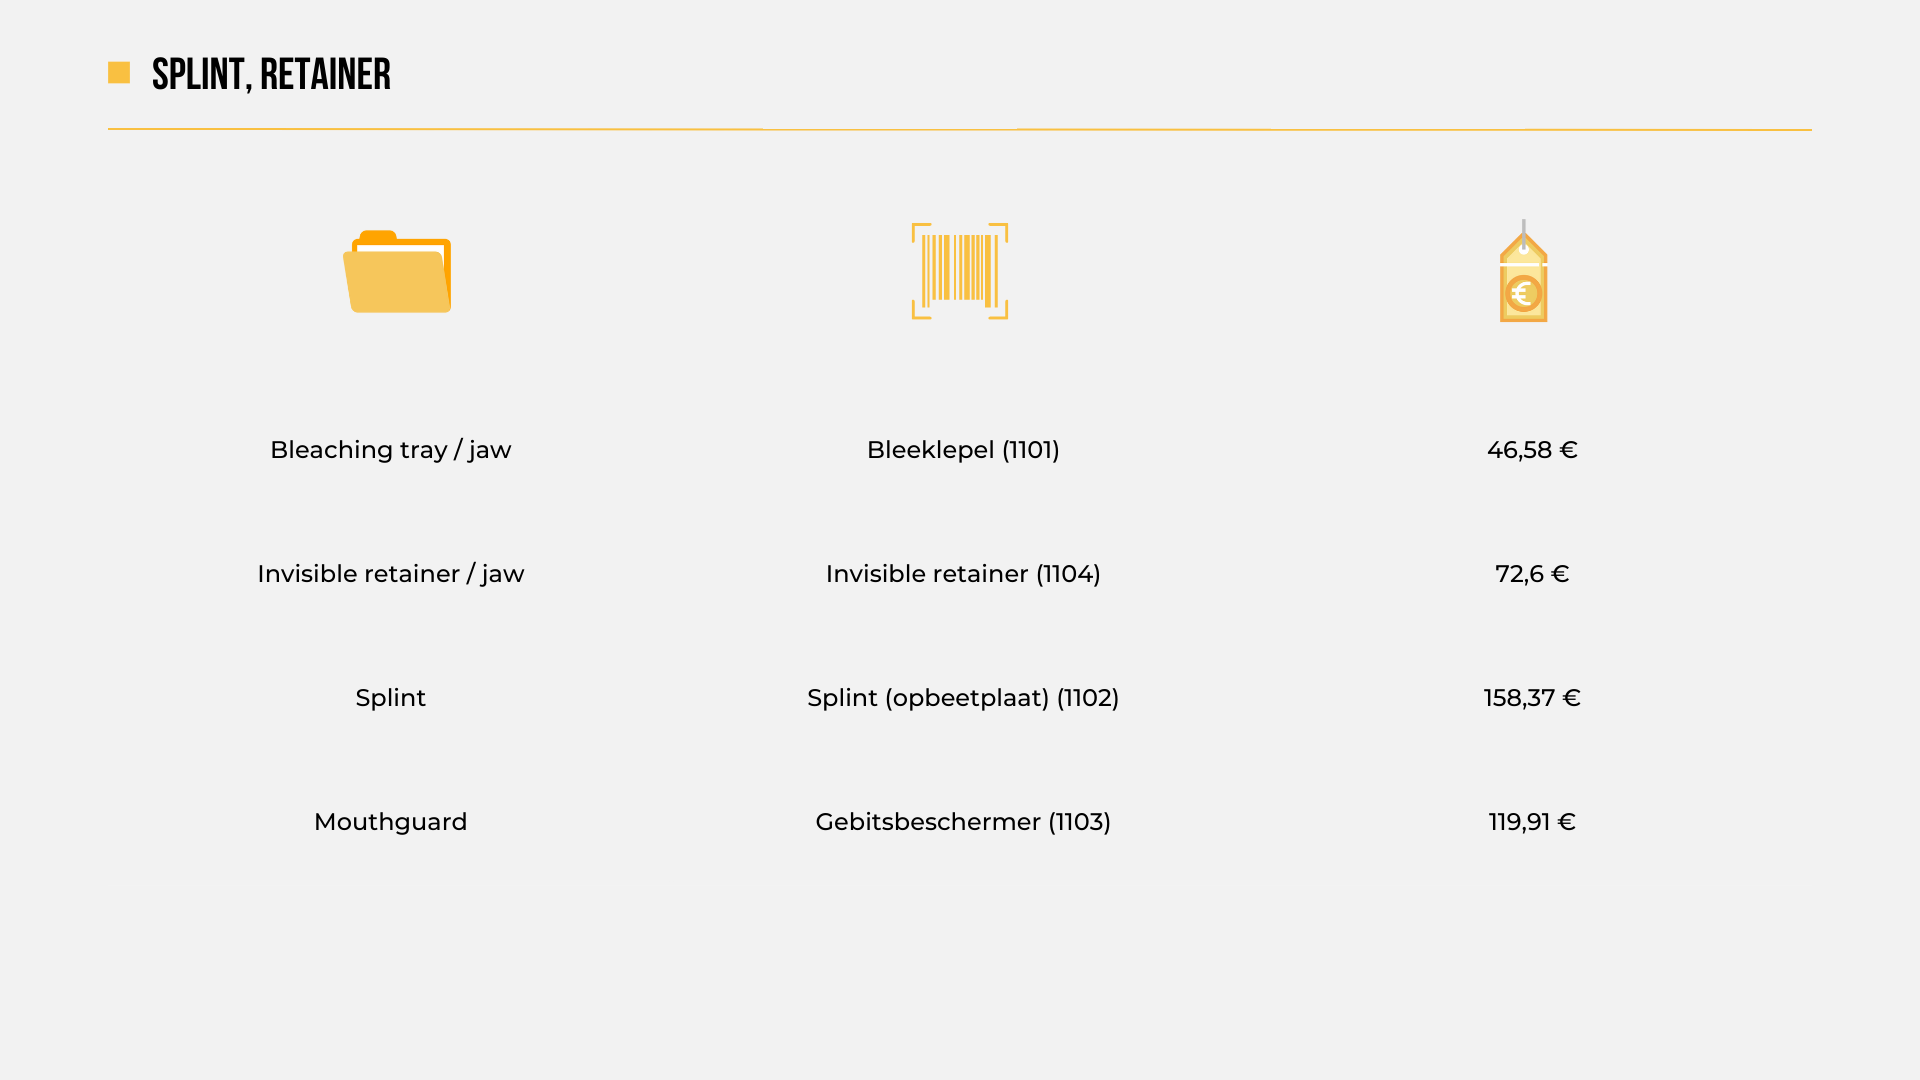 SPLINT, RETAINER
Bleaching tray / jaw Bleeklepel (1101) 46,58 €
Invisible retainer / jaw Invisible retainer (1104) 72,6 €
Splint Splint (opbeetplaat) (1102) 158,37 €
Mouthguard Gebitsbeschermer (1103) 119,91 €